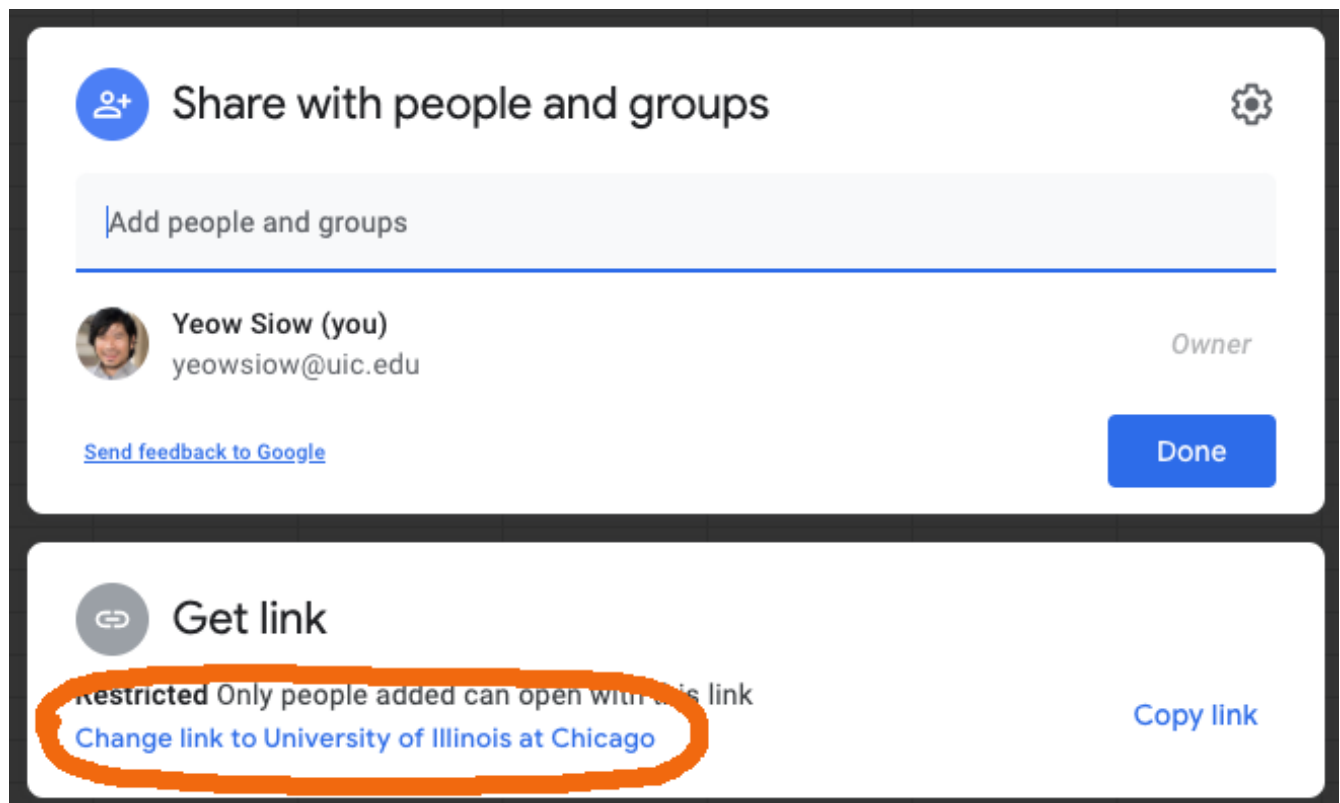 Share with people and groups
Add people and groups
Yeow Siow (you)
yeowsiow@uic.edu
Owner
Send feedback to Google
Done
Get link
Restricted Only people added can open with this link
Change link to University of Illinois at Chicago
Copy link